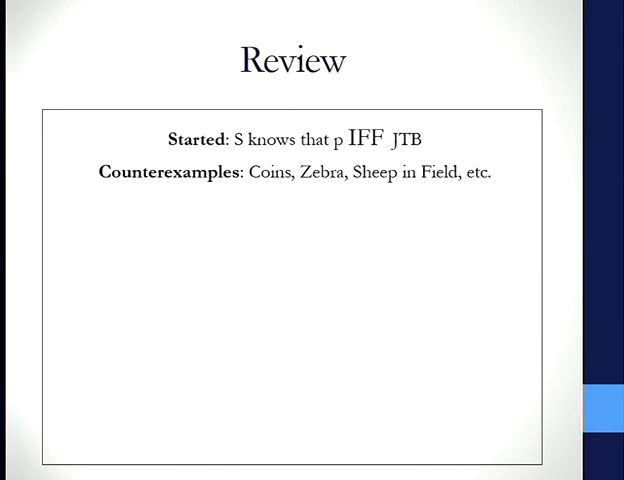 Review
Started: S knows that p IFF JTB
Counterexamples: Coins, Zebra, Sheep in Field, etc.